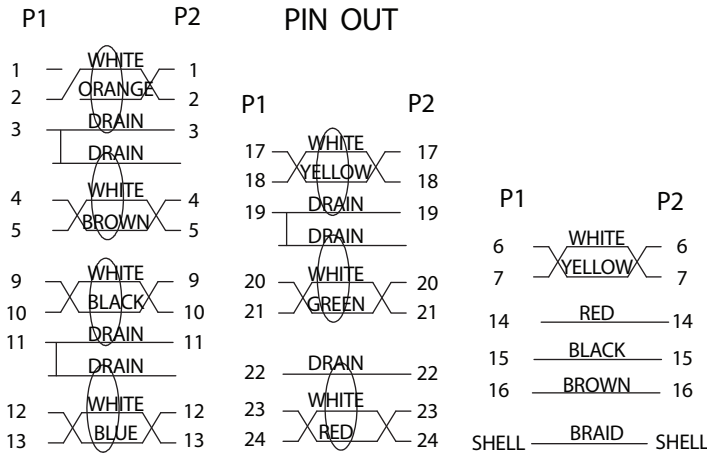 PIN OUT
P1 P2
1 WHITE 1
2 ORANGE 2
3 DRAIN 3
DRAIN
4 WHITE 4
5 BROWN 5
9 WHITE 9
10 BLACK 10
11 DRAIN 11
DRAIN
12 WHITE 12
13 BLUE 13
P1 P2
17 WHITE 17
18 YELLOW 18
19 DRAIN 19
DRAIN
20 WHITE 20
21 GREEN 21
22 DRAIN 22
23 WHITE 23
24 RED 24
P1 P2
6 WHITE 6
7 YELLOW 7
14 RED 14
15 BLACK 15
16 BROWN 16
SHELL BRAID SHELL